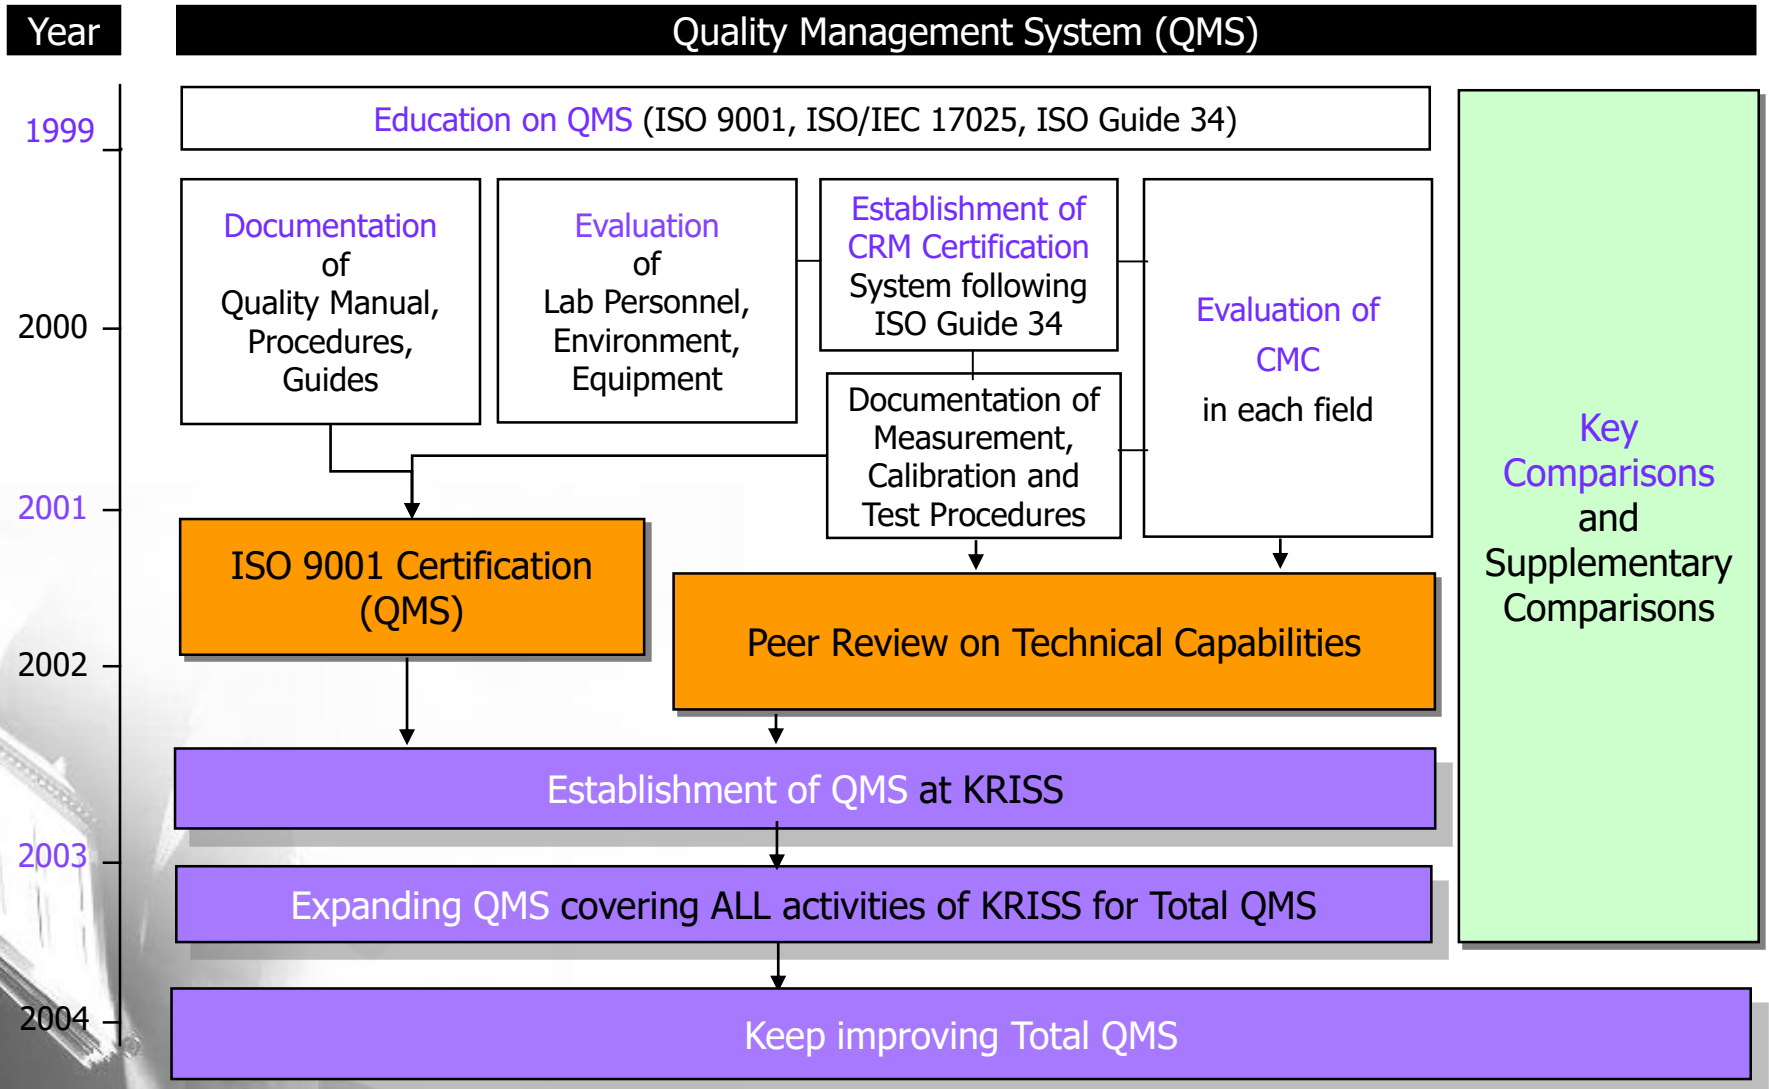 Year
Quality Management System (QMS)
1999
Education on QMS (ISO 9001, ISO/IEC 17025, ISO Guide 34)
Documentation
of
Quality Manual,
Procedures,
Guides
Evaluation
of
Lab Personnel,
Environment,
Equipment
Establishment of
CRM Certification
System following
ISO Guide 34
Evaluation of
CMC
in each field
2000
Documentation of
Measurement,
Calibration and
Test Procedures
Key
Comparisons
and
Supplementary
Comparisons
2001
ISO 9001 Certification
(QMS)
Peer Review on Technical Capabilities
2002
Establishment of QMS at KRISS
2003
Expanding QMS covering ALL activities of KRISS for Total QMS
2004
Keep improving Total QMS